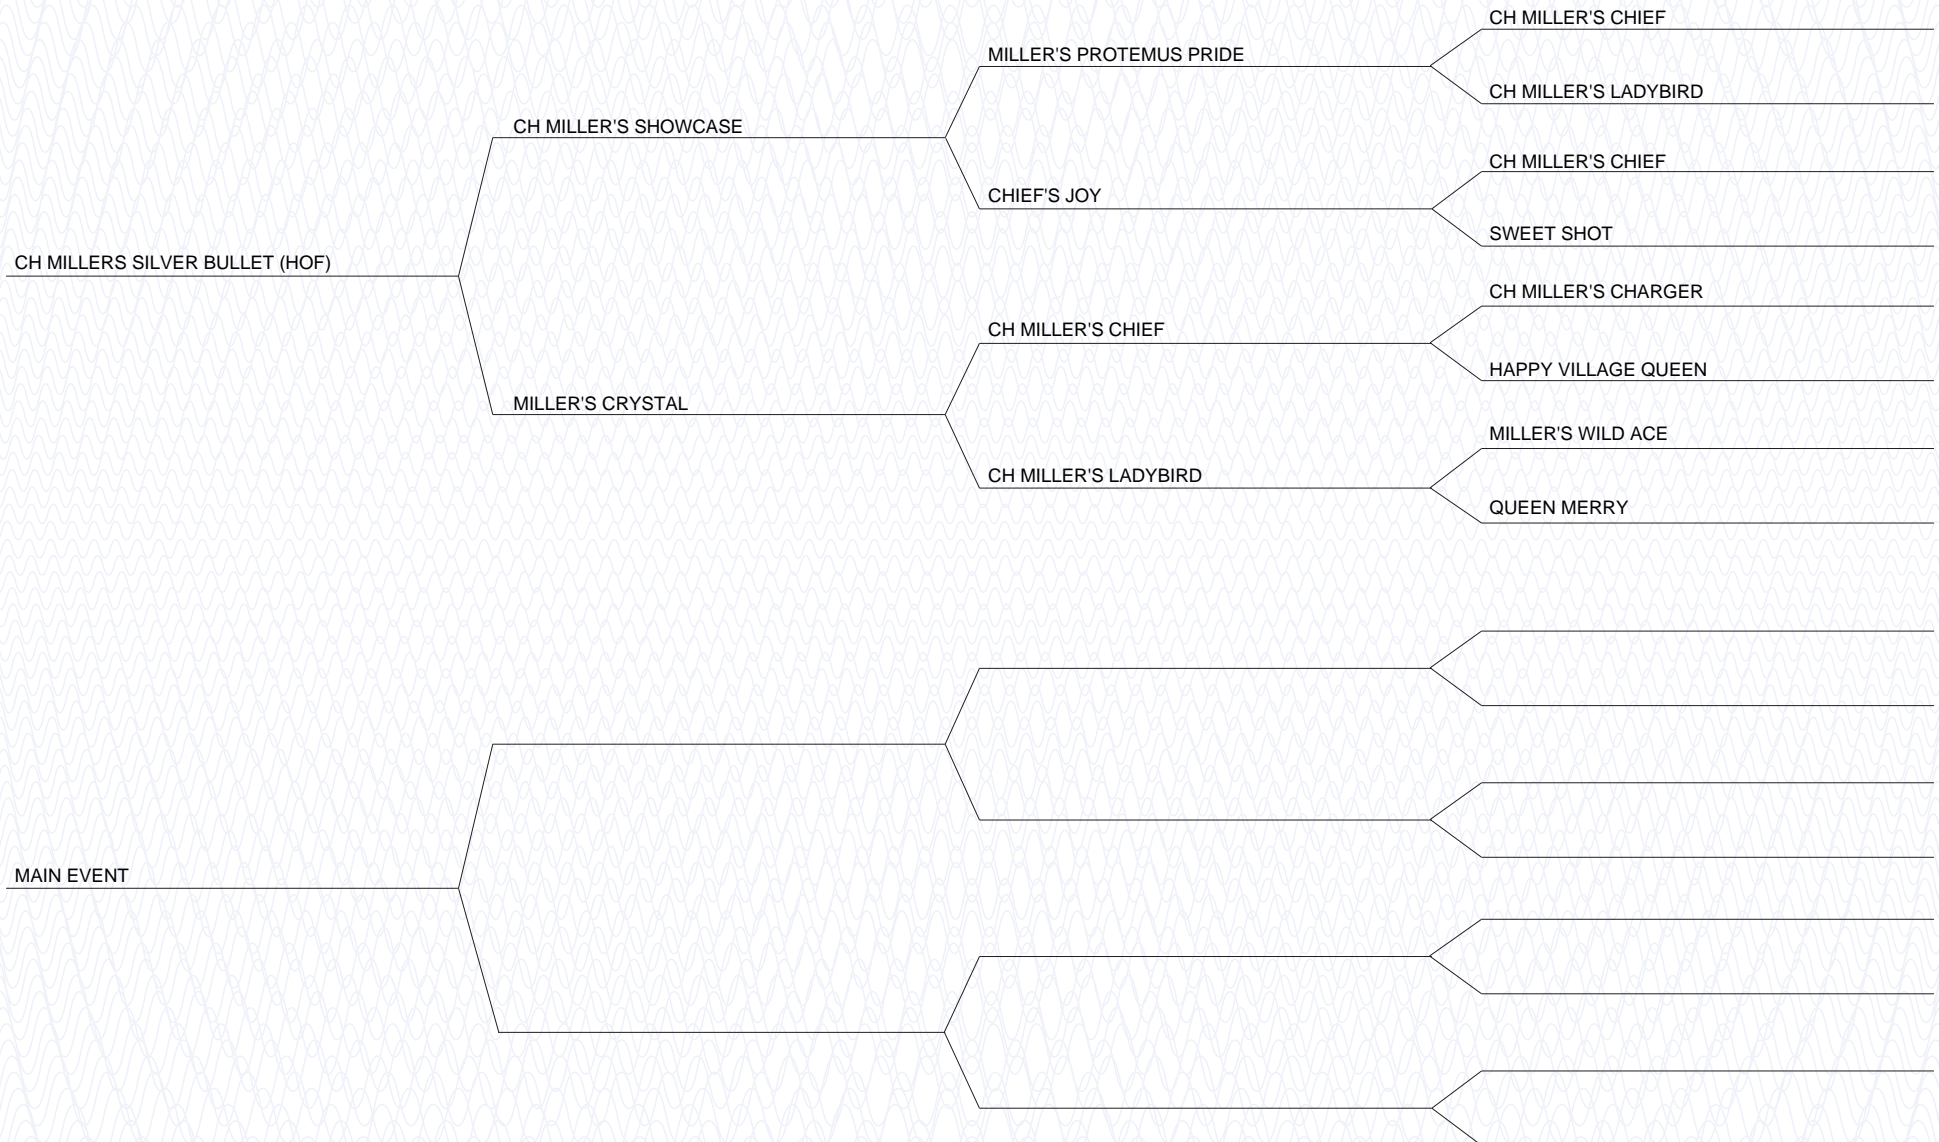 CH MILLER'S CHIEF
MILLER'S PROTEMUS PRIDE
CH MILLER'S LADYBIRD
CH MILLER'S SHOWCASE
CH MILLER'S CHIEF
CHIEF'S JOY
SWEET SHOT
CH MILLERS SILVER BULLET (HOF)
CH MILLER'S CHARGER
CH MILLER'S CHIEF
HAPPY VILLAGE QUEEN
MILLER'S CRYSTAL
MILLER'S WILD ACE
CH MILLER'S LADYBIRD
QUEEN MERRY
MAIN EVENT